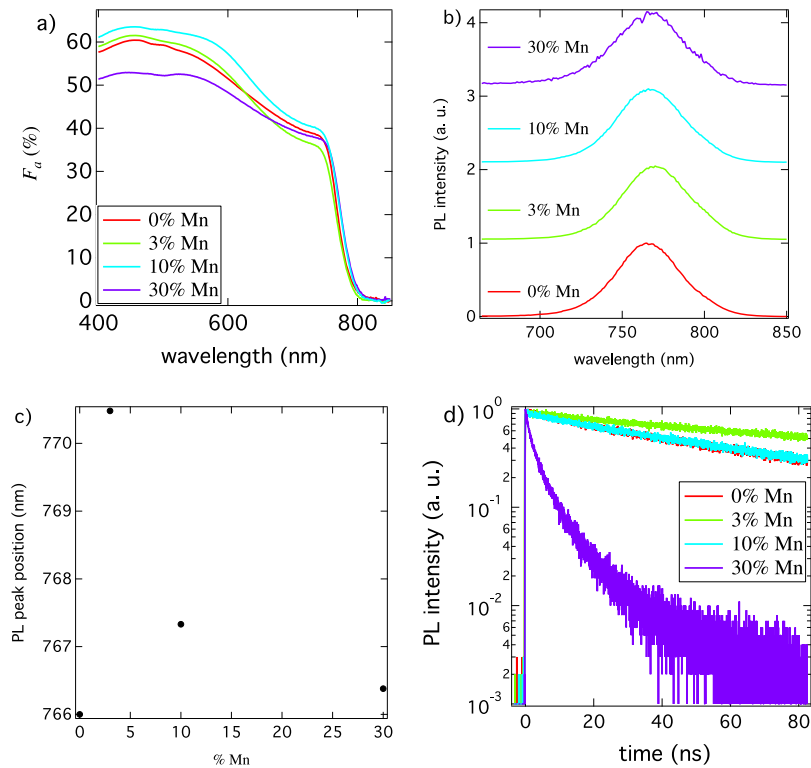 a)
60
50
40
30
20
10
0
F_a (%)
0% Mn
3% Mn
10% Mn
30% Mn
400
600
800
wavelength (nm)
b)
4
3
2
1
0
PL intensity (a. u.)
30% Mn
10% Mn
3% Mn
0% Mn
700
750
800
850
wavelength (nm)
c)
770
769
768
767
766
PL peak position (nm)
0
10
20
30
% Mn
d)
10^0
6
4
2
10^-1
6
4
2
10^-2
6
4
2
10^-3
PL intensity (a. u.)
0% Mn
3% Mn
10% Mn
30% Mn
0
20
40
60
80
time (ns)